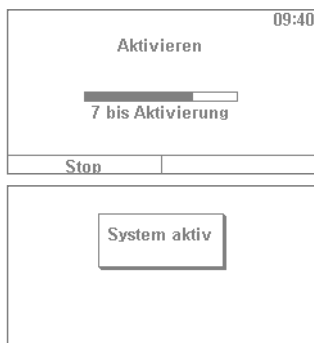 09:40
Aktivieren
7 bis Aktivierung
Stop
System aktiv